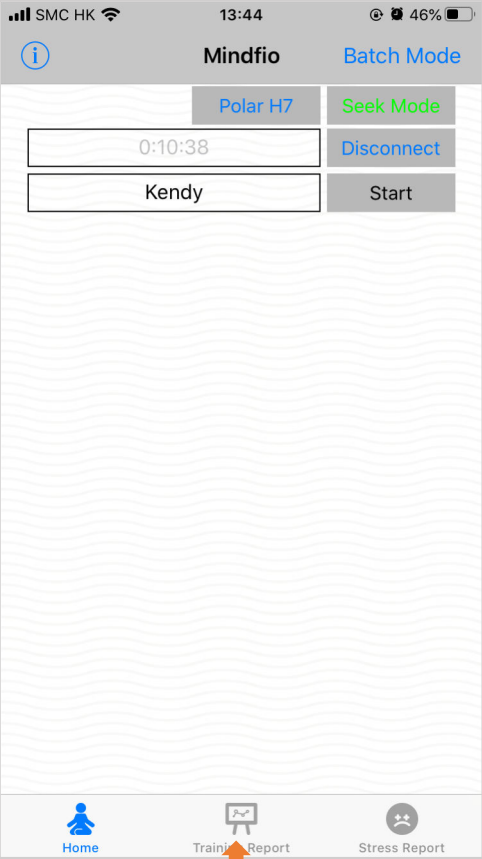 SMC HK 13:44 46%
Mindfio Batch Mode
Polar H7 Seek Mode
0:10:38 Disconnect
Kendy Start
Home Training Report Stress Report